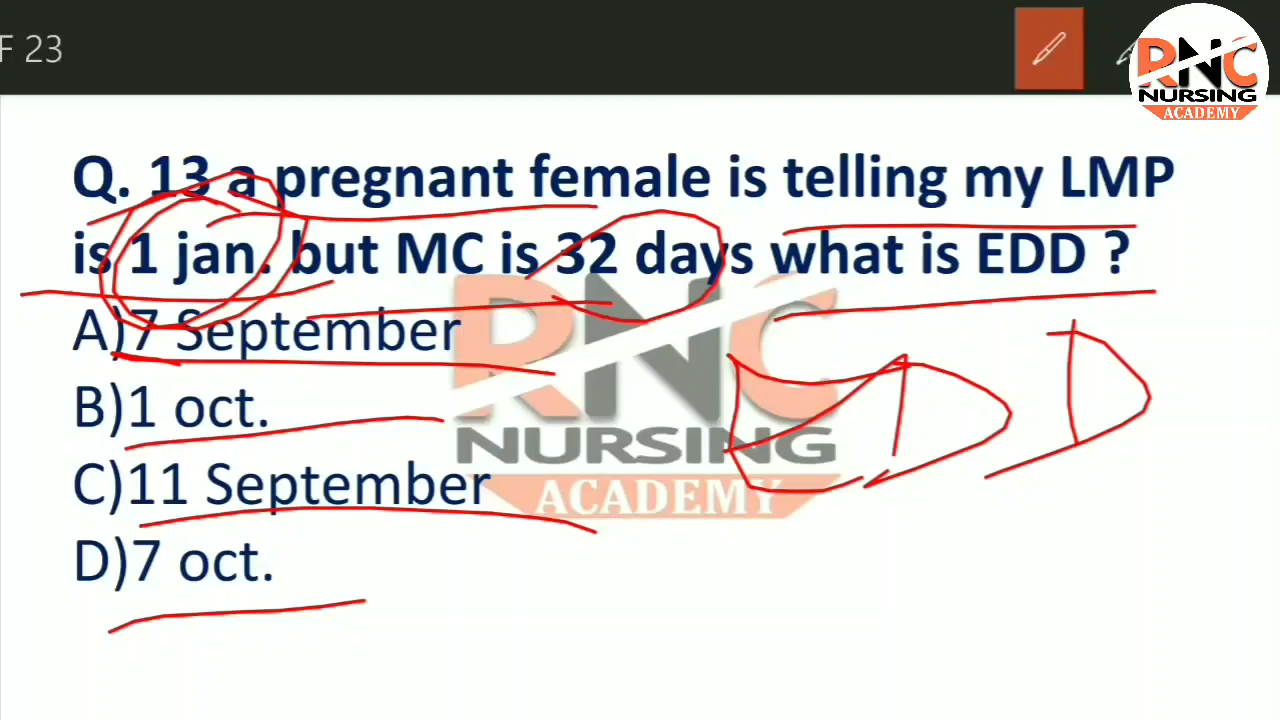 F 23
RNC
NURSING
ACADEMY
Q. 13 a pregnant female is telling my LMP
is 1 jan. but MC is 32 days what is EDD ?
A)7 September
B)1 oct.
C)11 September
D)7 oct.
RNC
NURSING
ACADEMY
EDD